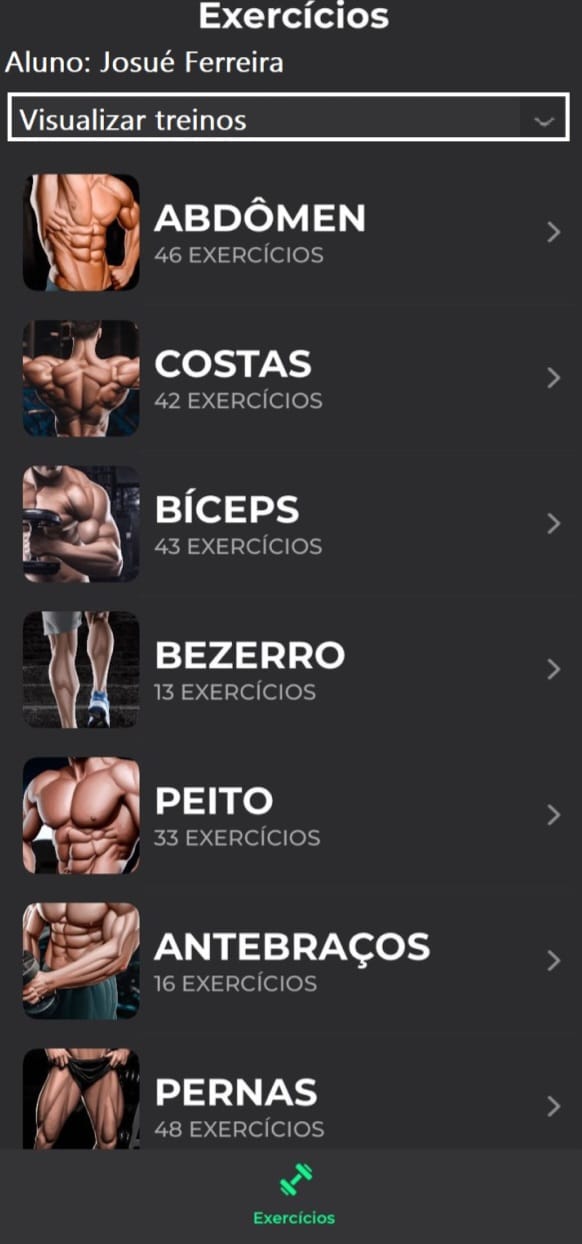 Exercícios
Aluno: Josué Ferreira
Visualizar treinos
ABDÔMEN
46 EXERCÍCIOS
COSTAS
42 EXERCÍCIOS
BÍCEPS
43 EXERCÍCIOS
BEZERRO
13 EXERCÍCIOS
PEITO
33 EXERCÍCIOS
ANTEBRAÇOS
16 EXERCÍCIOS
PERNAS
48 EXERCÍCIOS
Exercícios